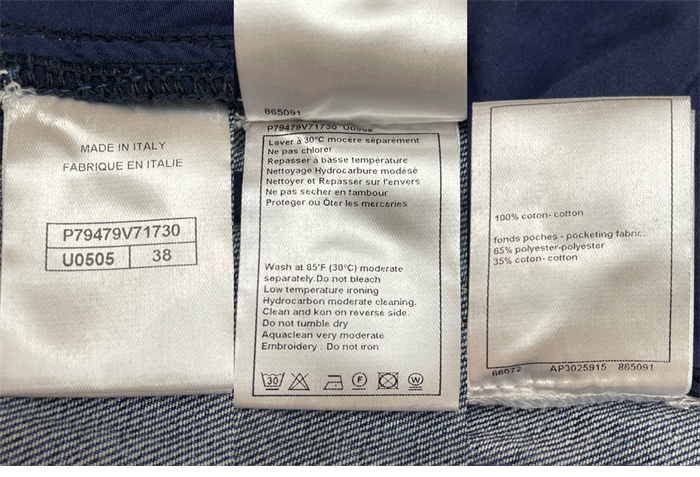 MADE IN ITALY
FABRIQUE EN ITALIE
P79479V71730
U0505 38
865091
P79479V71730 U0505
Laver à 30°C modéré séparément
Ne pas chlorer
Repasser à basse température
Nettoyage Hydrocarbure modésé
Nettoyer et Repasser sur l'envers
Ne pas secher en tambour
Proteger ou Ôter les merceries
Wash at 85°F (30°C) moderate
separately.Do not bleach
Low temperature ironing
Hydrocarbon moderate cleaning.
Clean and kon on reverse side.
Do not tumble dry
Aquaclean very moderate
Embroidery : Do not iron
30 F W
100% coton- cotton
fonds poches - pocketing fabric:
65% polyester-polyester
35% coton- cotton
66072 AP3025915 865091